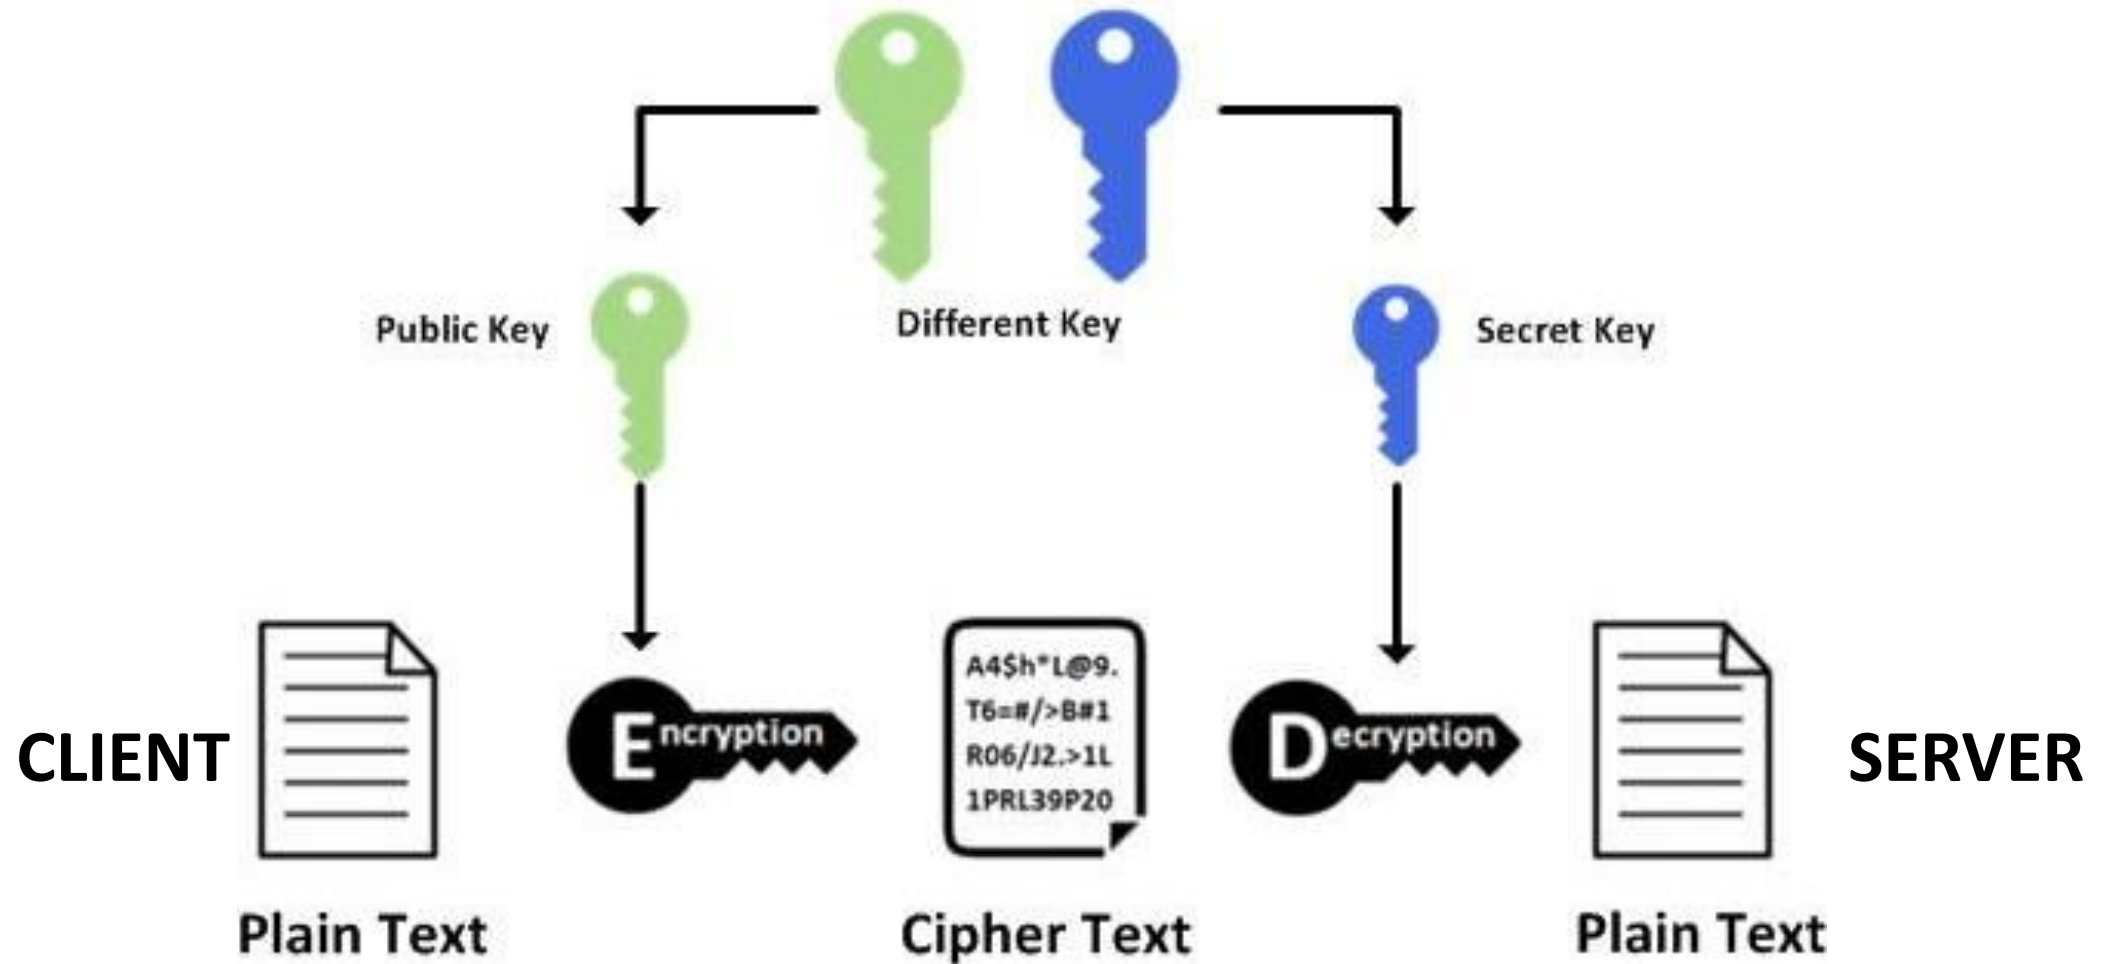 Public Key
Different Key
Secret Key
CLIENT
Encryption
A4$h*L@9.
T6=#/>B#1
R06/J2.>1L
1PRL39P20
Decryption
SERVER
Plain Text
Cipher Text
Plain Text